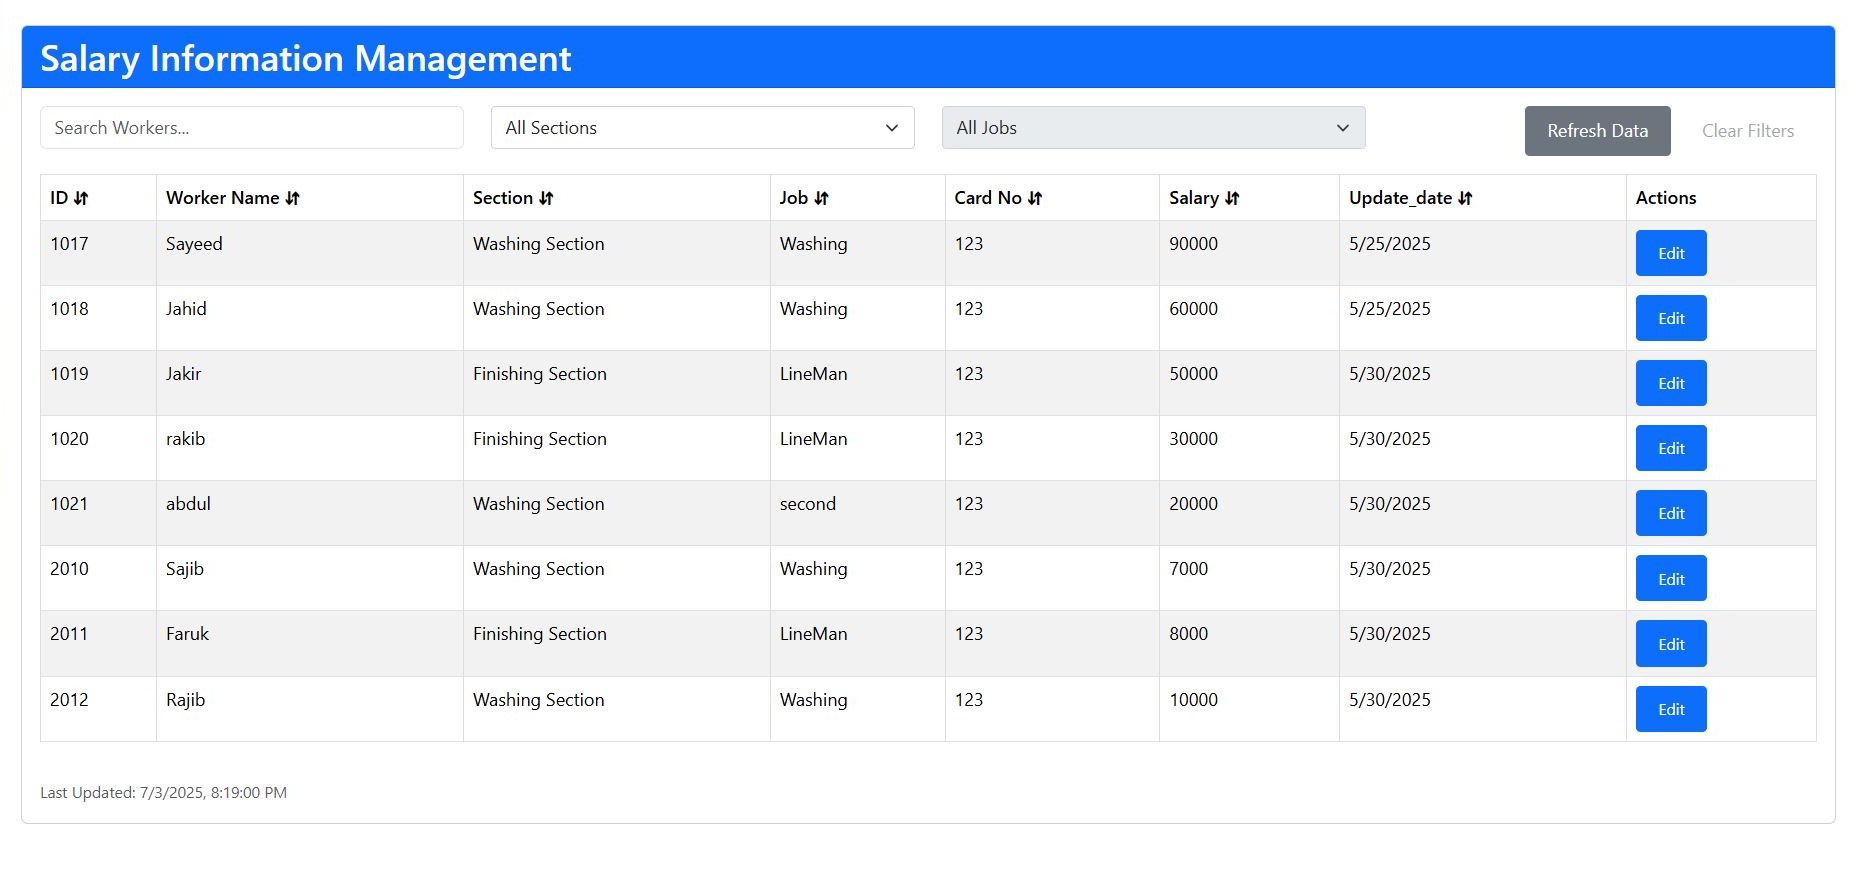 Salary Information Management
Search Workers... All Sections All Jobs Refresh Data Clear Filters
ID Worker Name Section Job Card No Salary Update_date Actions
1017 Sayeed Washing Section Washing 123 90000 5/25/2025 Edit
1018 Jahid Washing Section Washing 123 60000 5/25/2025 Edit
1019 Jakir Finishing Section LineMan 123 50000 5/30/2025 Edit
1020 rakib Finishing Section LineMan 123 30000 5/30/2025 Edit
1021 abdul Washing Section second 123 20000 5/30/2025 Edit
2010 Sajib Washing Section Washing 123 7000 5/30/2025 Edit
2011 Faruk Finishing Section LineMan 123 8000 5/30/2025 Edit
2012 Rajib Washing Section Washing 123 10000 5/30/2025 Edit
Last Updated: 7/3/2025, 8:19:00 PM